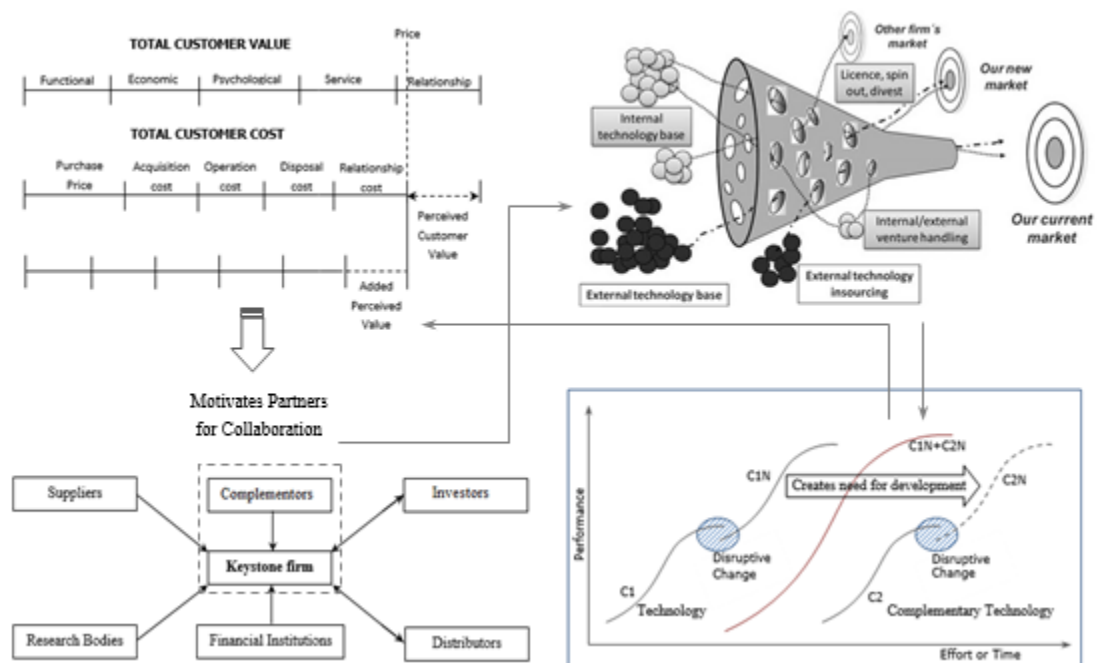 Price
TOTAL CUSTOMER VALUE
Functional
Economic
Psychological
Service
Relationship
TOTAL CUSTOMER COST
Purchase
Price
Acquisition
cost
Operation
cost
Disposal
cost
Relationship
cost
Perceived
Customer
Value
Added
Perceived
Value
Motivates Partners
for Collaboration
Suppliers
Complementors
Investors
Keystone firm
Research Bodies
Financial Institutions
Distributors
Other firm´s
market
Licence, spin
out, divest
Our new
market
Internal
technology base
Our current
market
Internal/external
venture handling
External technology
insourcing
External technology base
Performance
C1N
C1N+C2N
Creates need for development
C2N
Disruptive
Change
Disruptive
Change
C1
Technology
C2
Complementary Technology
Effort or Time